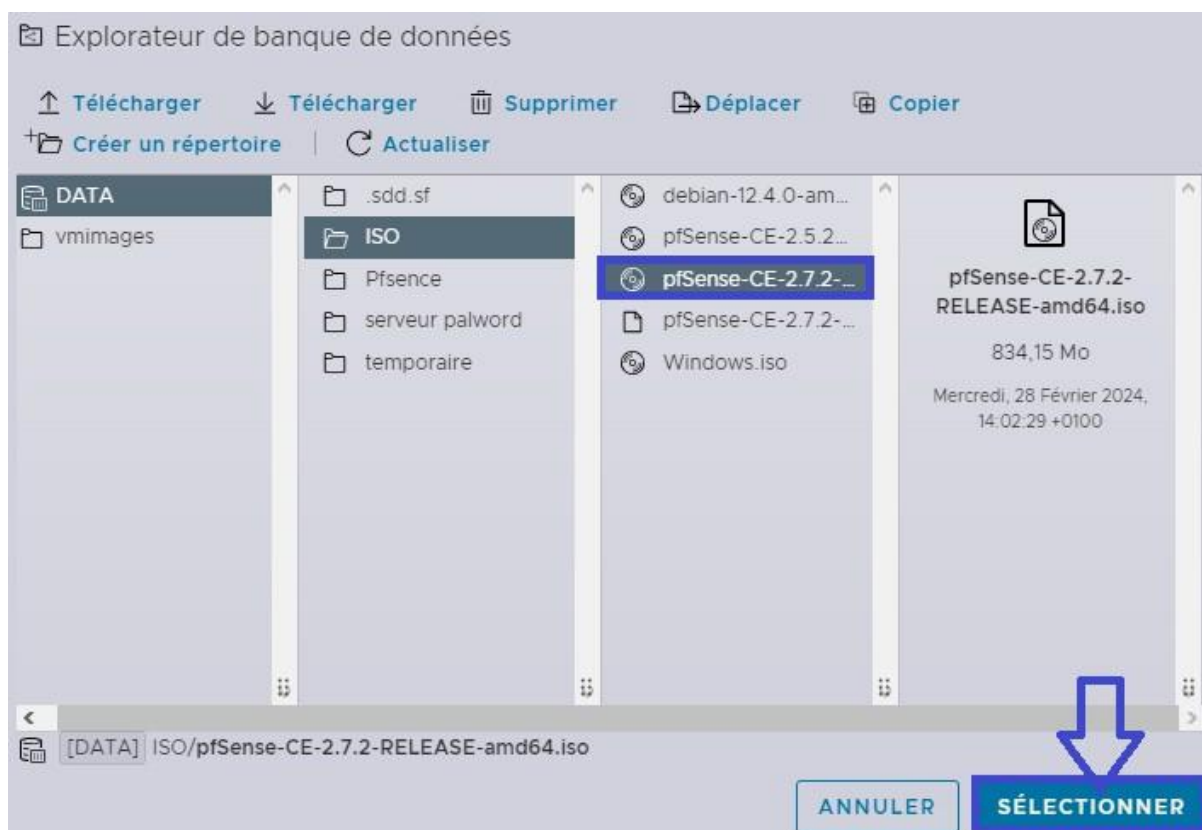 Explorateur de banque de données
Télécharger Télécharger Supprimer Déplacer Copier
Créer un répertoire Actualiser
DATA
vmimages
.sdd.sf
ISO
Pfsence
serveur palword
temporaire
debian-12.4.0-am...
pfSense-CE-2.5.2...
pfSense-CE-2.7.2-...
pfSense-CE-2.7.2-...
Windows.iso
pfSense-CE-2.7.2-
RELEASE-amd64.iso
834,15 Mo
Mercredi, 28 Février 2024,
14:02:29 +0100
[DATA] ISO/pfSense-CE-2.7.2-RELEASE-amd64.iso
ANNULER SÉLECTIONNER